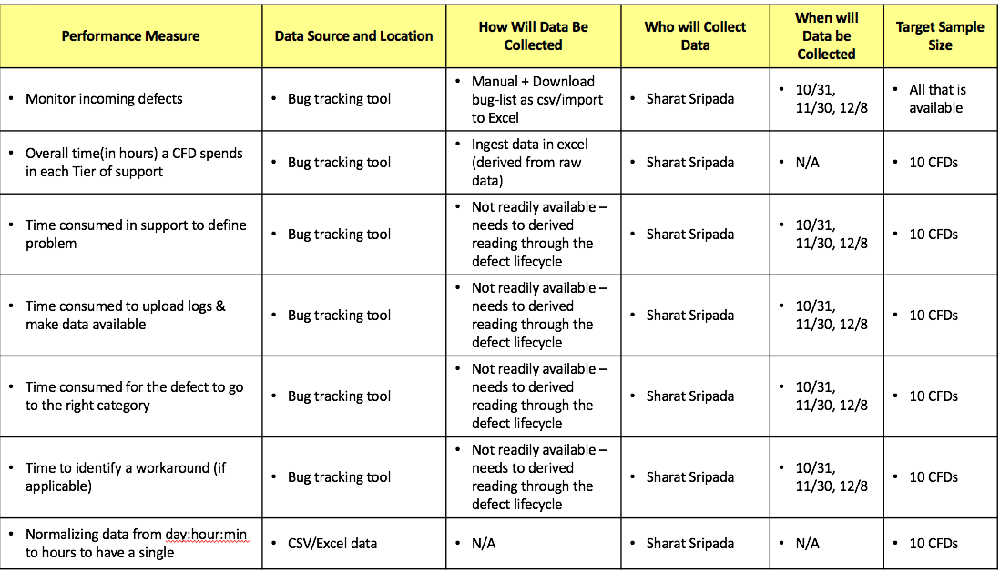 Performance Measure
Data Source and Location
How Will Data Be
Collected
Who will Collect
Data
When will
Data be
Collected
Target Sample
Size
• Monitor incoming defects
• Bug tracking tool
• Manual + Download
bug-list as csv/import
to Excel
• Sharat Sripada
• 10/31,
11/30, 12/8
• All that is
available
• Overall time(in hours) a CFD spends
in each Tier of support
• Bug tracking tool
• Ingest data in excel
(derived from raw
data)
• Sharat Sripada
• N/A
• 10 CFDs
• Time consumed in support to define
problem
• Bug tracking tool
• Not readily available –
needs to derived
reading through the
defect lifecycle
• Sharat Sripada
• 10/31,
11/30, 12/8
• 10 CFDs
• Time consumed to upload logs &
make data available
• Bug tracking tool
• Not readily available –
needs to derived
reading through the
defect lifecycle
• Sharat Sripada
• 10/31,
11/30, 12/8
• 10 CFDs
• Time consumed for the defect to go
to the right category
• Bug tracking tool
• Not readily available –
needs to derived
reading through the
defect lifecycle
• Sharat Sripada
• 10/31,
11/30, 12/8
• 10 CFDs
• Time to identify a workaround (if
applicable)
• Bug tracking tool
• Not readily available –
needs to derived
reading through the
defect lifecycle
• Sharat Sripada
• 10/31,
11/30, 12/8
• 10 CFDs
• Normalizing data from day:hour:min
to hours to have a single
• CSV/Excel data
• N/A
• Sharat Sripada
• N/A
• 10 CFDs